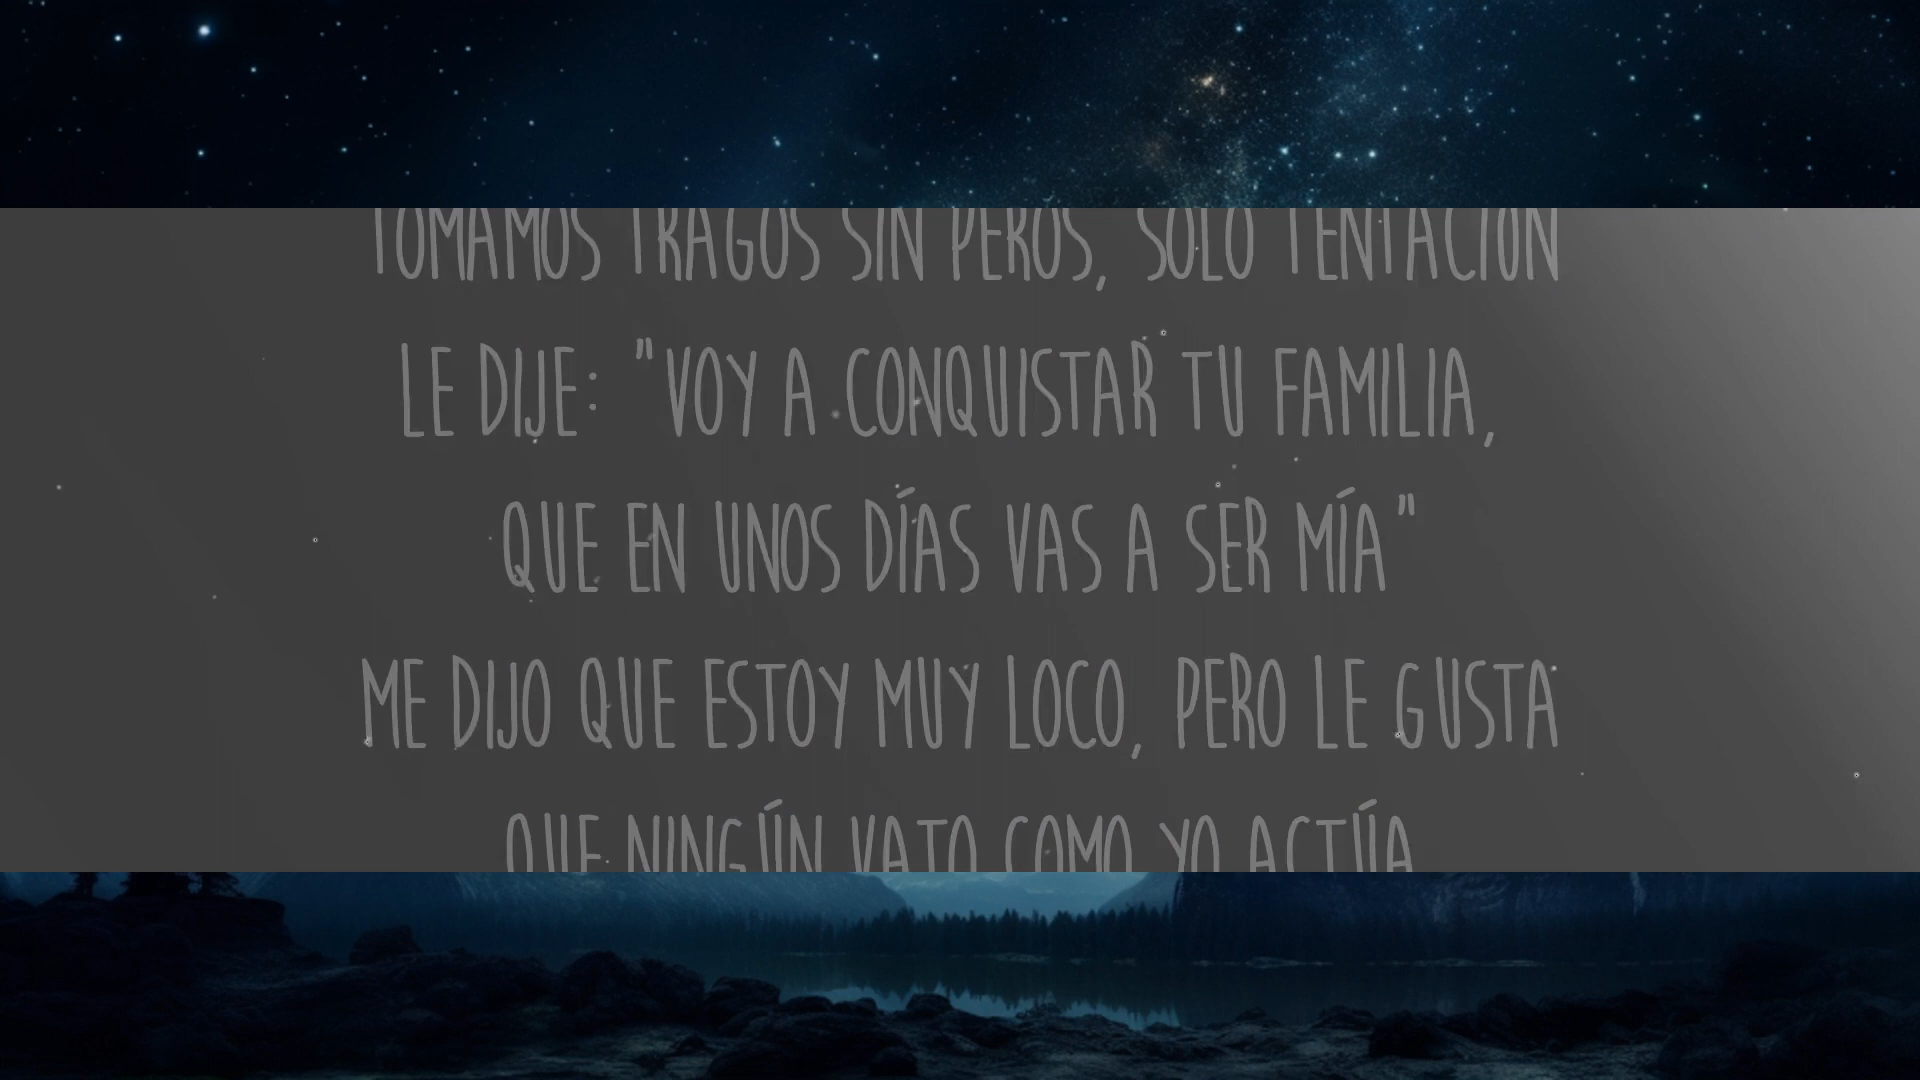 TOMAMOS TRAGOS SIN PEROS, SOLO TENTACIÓN
LE DIJE: "VOY A CONQUISTAR TU FAMILIA,
QUE EN UNOS DÍAS VAS A SER MÍA"
ME DIJO QUE ESTOY MUY LOCO, PERO LE GUSTA
QUE NINGÚN VATO COMO YO ACTÚA